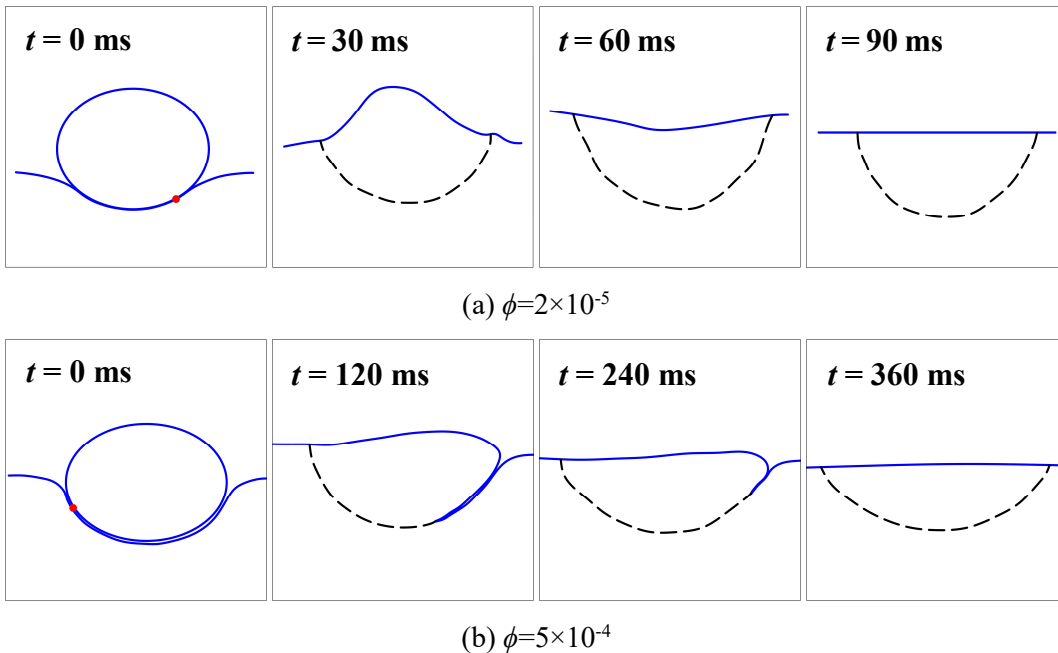 t = 0 ms
t = 30 ms
t = 60 ms
t = 90 ms
(a) ϕ=2×10⁻⁵
t = 0 ms
t = 120 ms
t = 240 ms
t = 360 ms
(b) ϕ=5×10⁻⁴